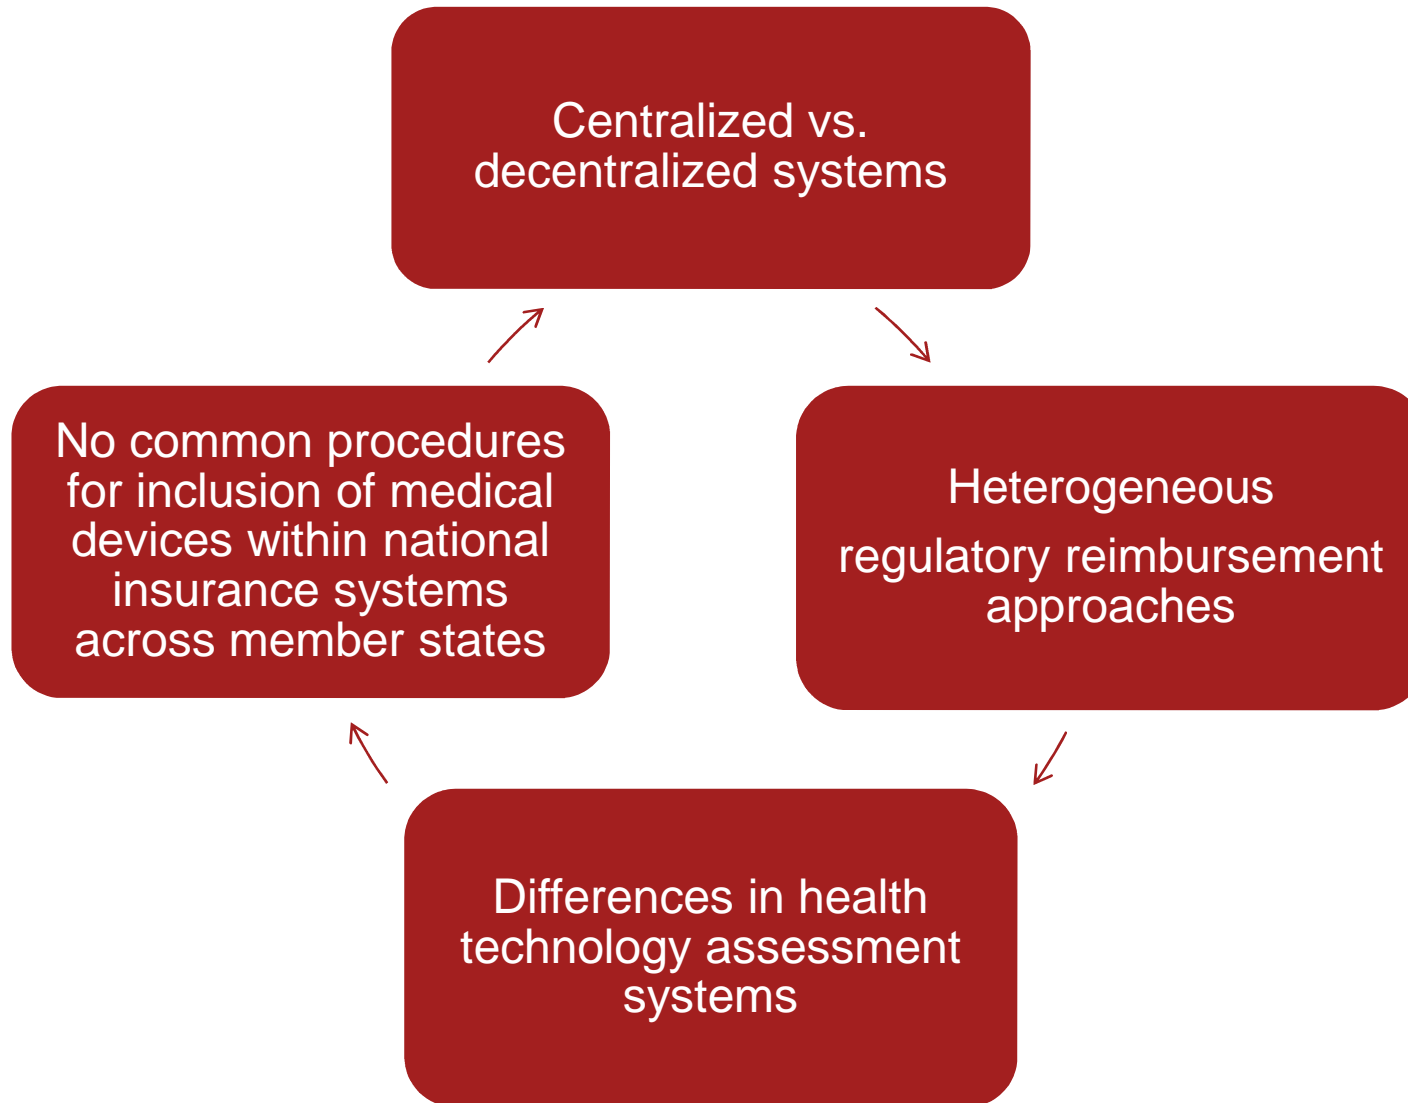 Centralized vs.
decentralized systems
No common procedures
for inclusion of medical
devices within national
insurance systems
across member states
Heterogeneous
regulatory reimbursement
approaches
Differences in health
technology assessment
systems